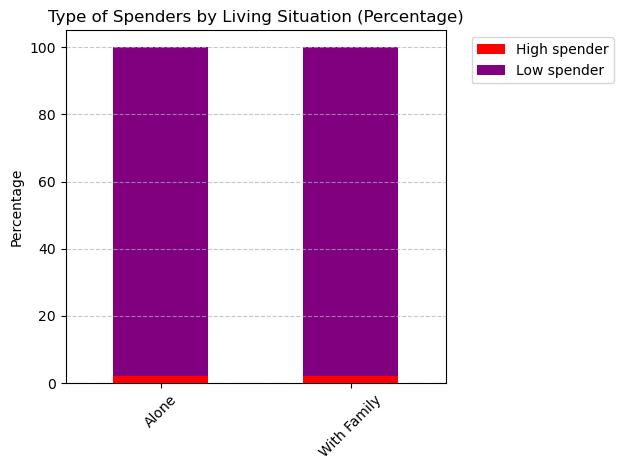 Type of Spenders by Living Situation (Percentage)
High spender
Low spender
Percentage
100
80
60
40
20
0
Alone
With Family